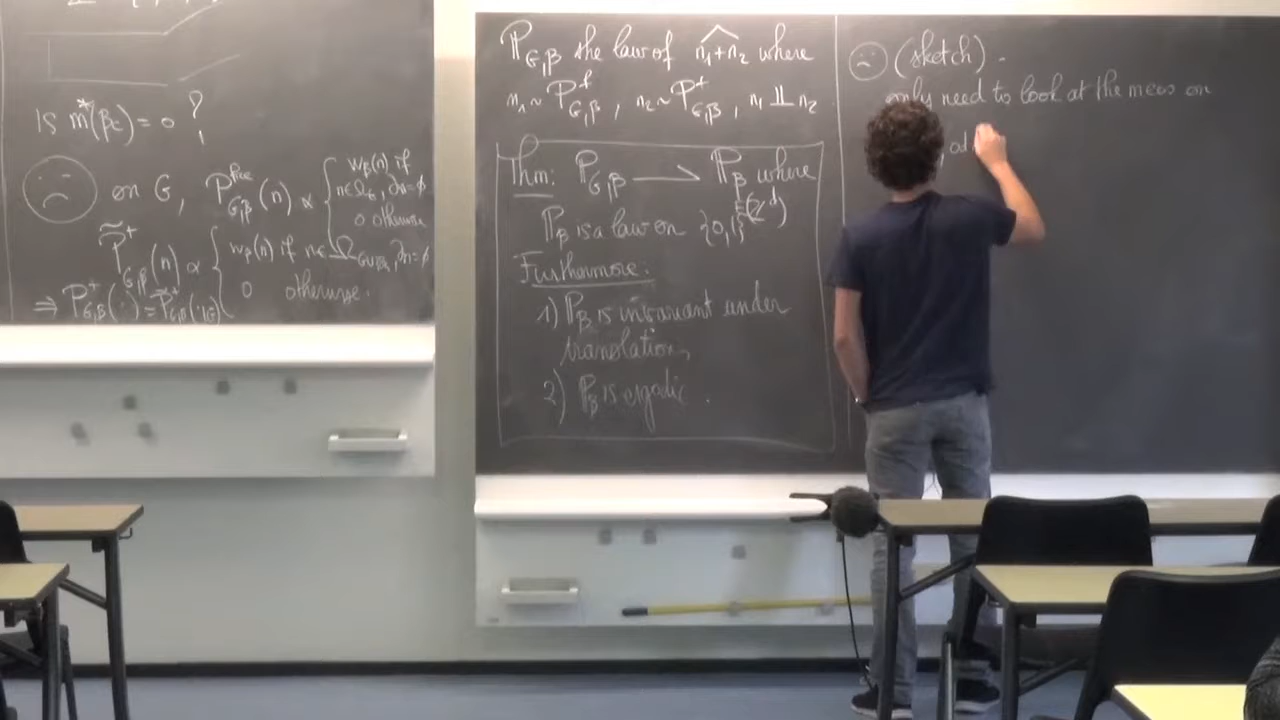 Is m*(βc) = 0 ?
on G, P^free_{G,β}(n) ∝ { w_β(n) if n∈Ω_G, ∂n=∅
0 otherwise
P̃^+_{G,β}(n) ∝ { w_β(n) if n∈Ω_{G∪{g}}, ∂n=∅
0 otherwise.
⇒ P^+_{G,β}(·) = P̃^+_{G,β}(·|G)
P_{G,β} the law of n₁+n₂ where
n₁ ~ P^f_{G,β}, n₂ ~ P^+_{G,β}, n₁ ⫫ n₂
Thm: P_{G,β} ⟶ P_β where
P_β is a law on {0,1}^{E(Z^d)}
Furthermore:
1) P_β is invariant under
translation,
2) P_β is ergodic.
(sketch).
only need to look at the meas on